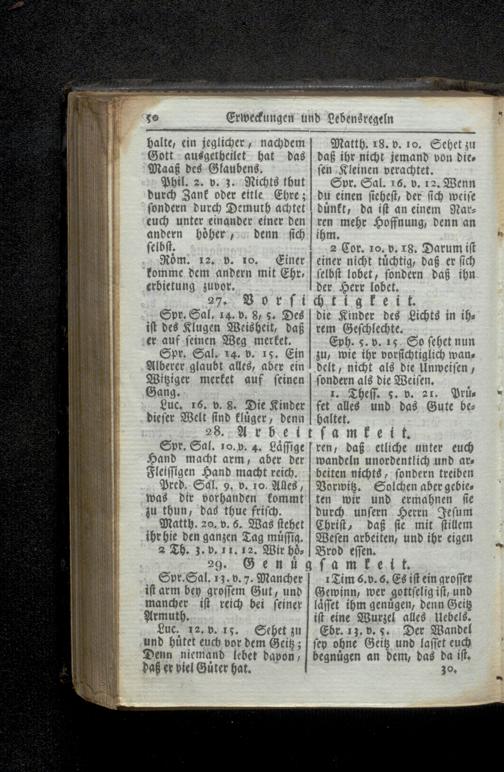 50 Erweckungen und Lebensregeln
halte, ein jeglicher, nachdem
Gott ausgetheilet hat das
Maaß des Glaubens.
Phil. 2. v. 3. Nichts thut
durch Zank oder eitle Ehre;
sondern durch Demuth achtet
euch unter einander einer den
andern höher, denn sich
selbst.
Röm. 12. v. 10. Einer
komme dem andern mit Ehr-
erbietung zuvor.
Matth. 18. v. 10. Sehet zu
daß ihr nicht jemand von die-
sen Kleinen verachtet.
Spr. Sal. 16. v. 12. Wenn
du einen siehest, der sich weise
dünkt, da ist an einem Nar-
ren mehr Hoffnung, denn an
ihm.
2 Cor. 10. v. 18. Darum ist
einer nicht tüchtig, daß er sich
selbst lobet, sondern daß ihn
der Herr lobet.
27. Vorsichtigkeit.
Spr. Sal. 14. v. 8, 5. Des
ist des Klugen Weisheit, daß
er auf seinen Weg merket.
Spr. Sal. 14. v. 15. Ein
Alberer glaubt alles, aber ein
Witziger merket auf seinen
Gang.
Luc. 16. v. 8. Die Kinder
dieser Welt sind klüger, denn
die Kinder des Lichts in ih-
rem Geschlechte.
Eph. 5. v. 15. So sehet nun
zu, wie ihr vorsichtiglich wan-
delt, nicht als die Unweisen,
sondern als die Weisen.
1. Thess. 5. v. 21. Prü-
fet alles und das Gute be-
haltet.
28. Arbeitsamkeit.
Spr. Sal. 10. v. 4. Lässige
Hand macht arm, aber der
Fleissigen Hand macht reich.
Pred. Sal. 9. v. 10. Alles,
was dir vorhanden kommt
zu thun, das thue frisch.
Matth. 20. v. 6. Was stehet
ihr hie den ganzen Tag müssig.
2 Th. 3. v. 11. 12. Wir hö-
ren, daß etliche unter euch
wandeln unordentlich und ar-
beiten nichts, sondern treiben
Vorwitz. Solchen aber gebie-
ten wir und ermahnen sie
durch unsern Herrn Jesum
Christ, daß sie mit stillem
Wesen arbeiten, und ihr eigen
Brod essen.
29. Genügsamkeit.
Spr. Sal. 13. v. 7. Mancher
ist arm bey grossem Gut, und
mancher ist reich bei seiner
Armuth.
Luc. 12. v. 15. Sehet zu
und hütet euch vor dem Geitz;
Denn niemand lebet davon,
daß er viel Güter hat.
1 Tim 6. v. 6. Es ist ein grosser
Gewinn, wer gottselig ist, und
lässet ihm genügen, denn Geitz
ist eine Wurzel alles Uebels.
Ebr. 13. v. 5. Der Wandel
sey ohne Geitz und lasset euch
begnügen an dem, das da ist.
30.